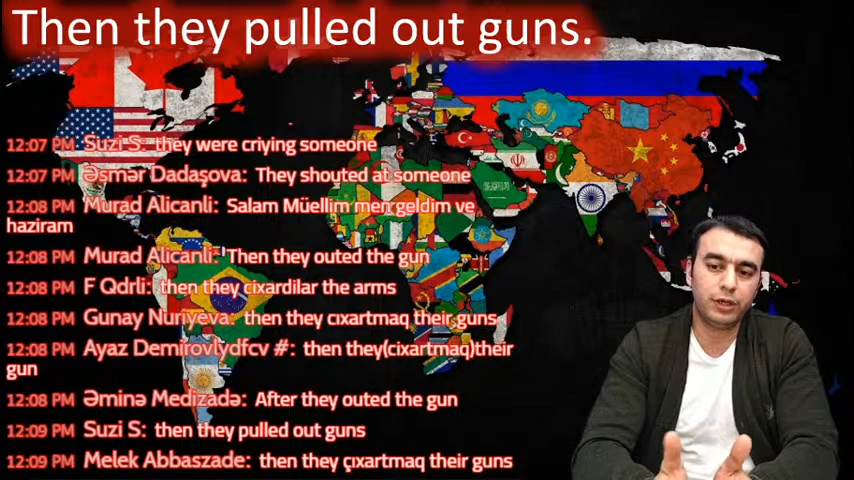 Then they pulled out guns.
12:07 PM Suzi S: they were criying someone
12:07 PM Əsmər Dadaşova: They shouted at someone
12:08 PM Murad Alicanli: Salam Müellim men geldim ve
haziram
12:08 PM Murad Alicanli: 'Then they outed the gun
12:08 PM F Qdrli: then they cixardilar the arms
12:08 PM Gunay Nuriyeva: then they cıxartmaq their guns
12:08 PM Ayaz Demirovlydfcv #: then they(cixartmaq)their
gun
12:08 PM Əminə Medizadə: After they outed the gun
12:09 PM Suzi S: then they pulled out guns
12:09 PM Melek Abbaszade: then they çıxartmaq their guns